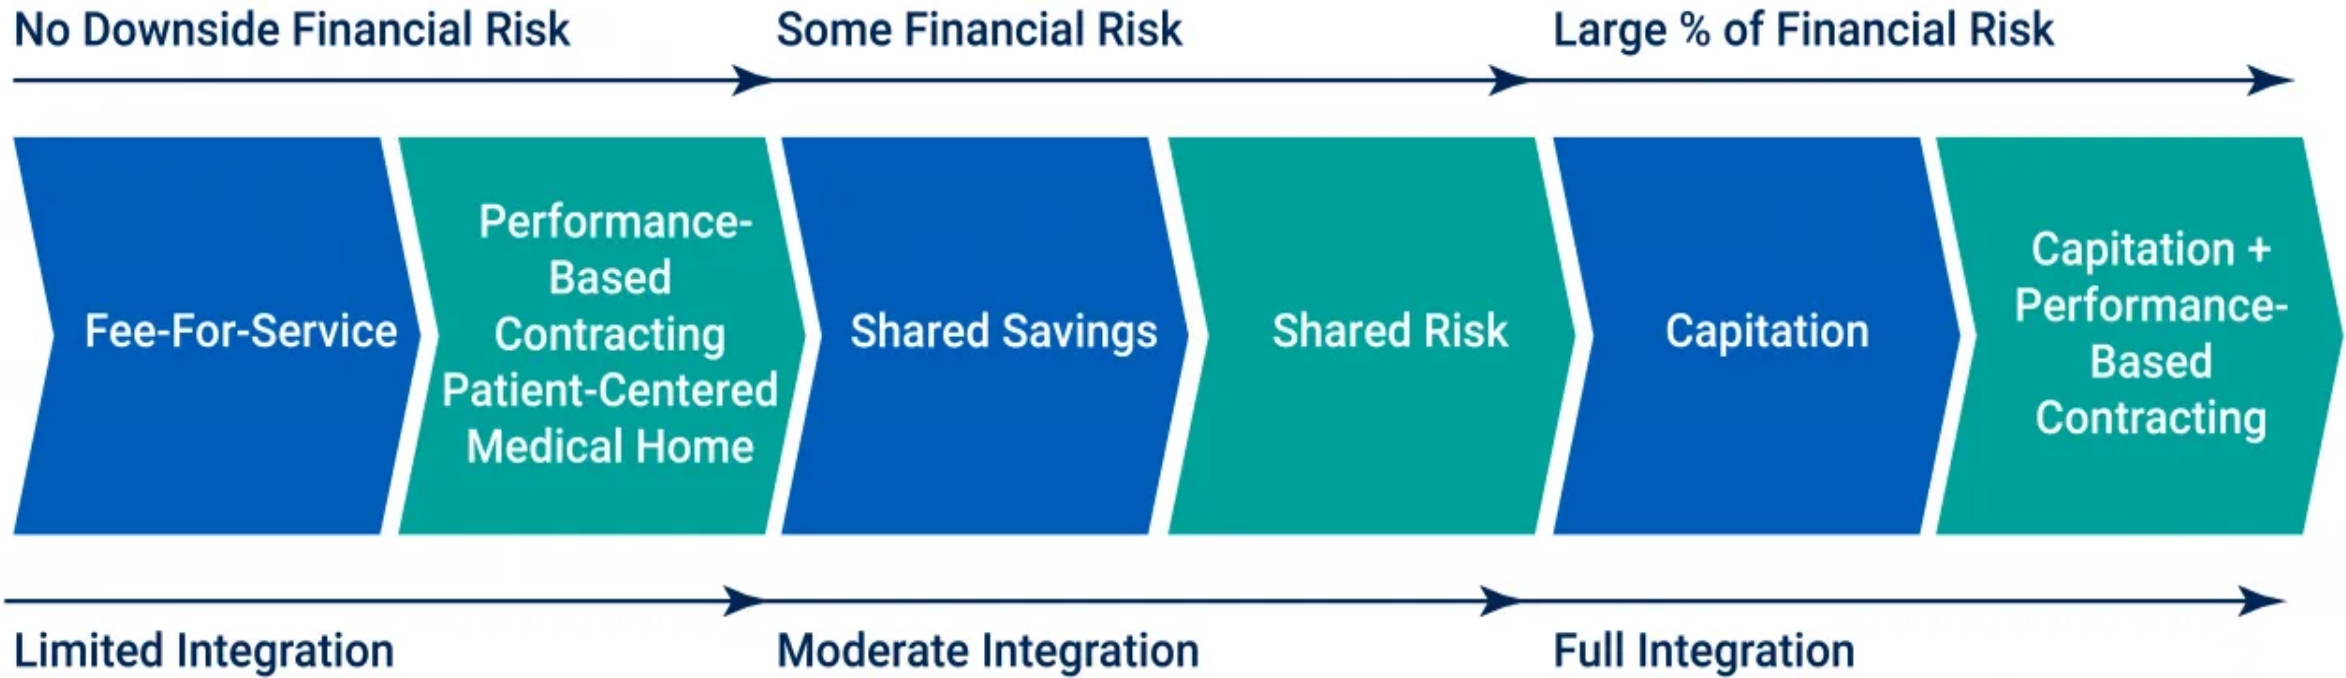 No Downside Financial Risk
Some Financial Risk
Large % of Financial Risk
Fee-For-Service
Performance-
Based
Contracting
Patient-Centered
Medical Home
Shared Savings
Shared Risk
Capitation
Capitation +
Performance-
Based
Contracting
Limited Integration
Moderate Integration
Full Integration